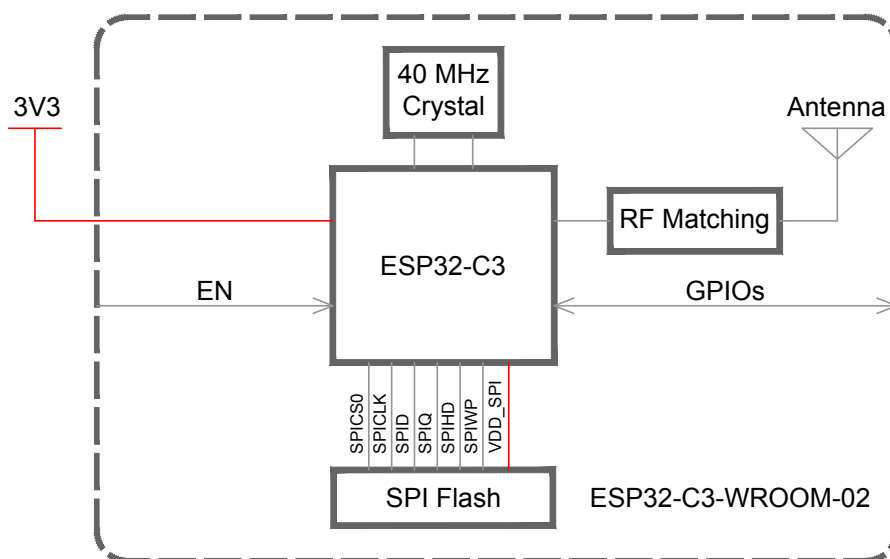 40 MHz
Crystal
3V3
Antenna
RF Matching
ESP32-C3
EN
GPIOs
SPICS0
SPICLK
SPID
SPIQ
SPIHD
SPIWP
VDD_SPI
SPI Flash
ESP32-C3-WROOM-02